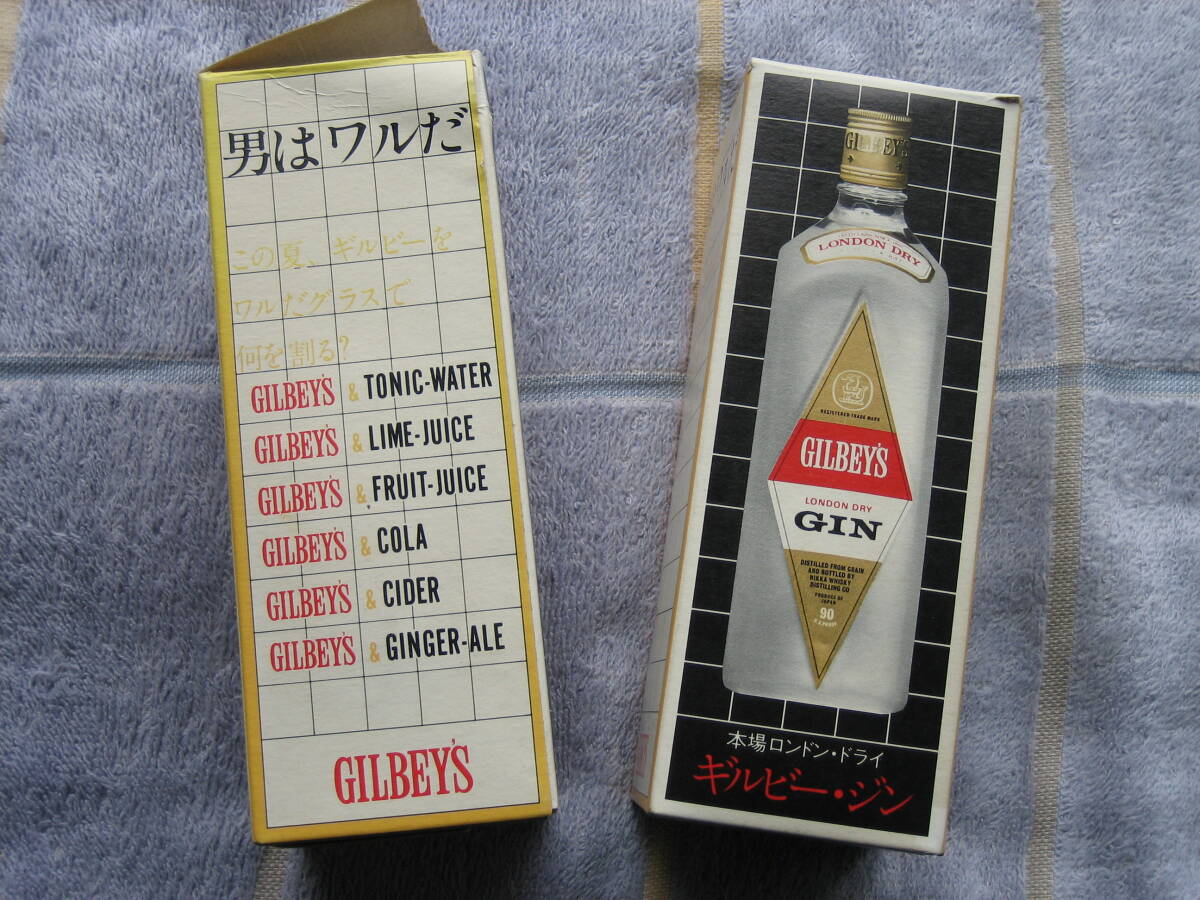 男はワルだ
この夏、ギルビーを
ワルだグラスで
何を割る?
GILBEY'S & TONIC-WATER
GILBEY'S & LIME-JUICE
GILBEY'S & FRUIT-JUICE
GILBEY'S & COLA
GILBEY'S & CIDER
GILBEY'S & GINGER-ALE
GILBEY'S
GILBEY'S
LONDON DRY
REGISTERED TRADE MARK
GILBEY'S
LONDON DRY
GIN
DISTILLED FROM GRAIN
AND BOTTLED BY
NIKKA WHISKY
DISTILLING CO
PRODUCE OF
JAPAN
90
本場ロンドン・ドライ
ギルビー・ジン